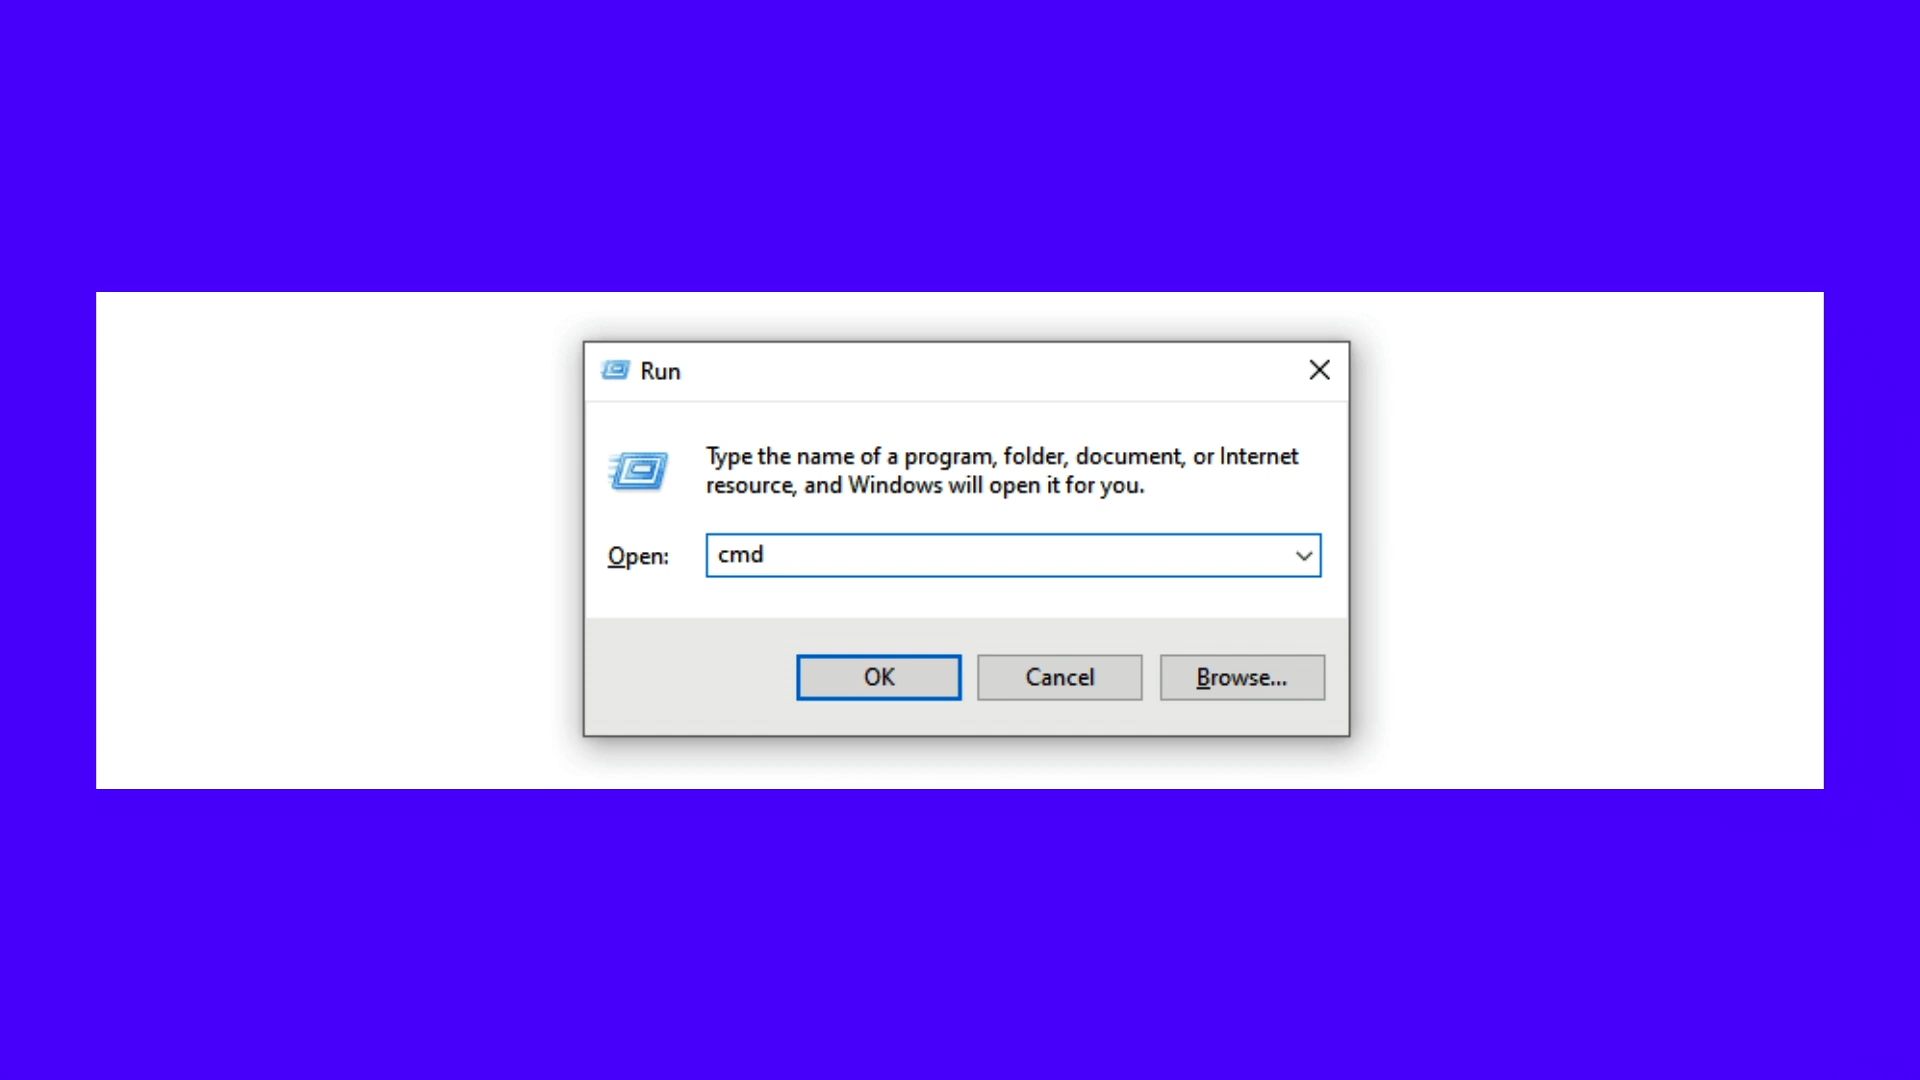 Run
Type the name of a program, folder, document, or Internet
resource, and Windows will open it for you.
Open: cmd
OK Cancel Browse...